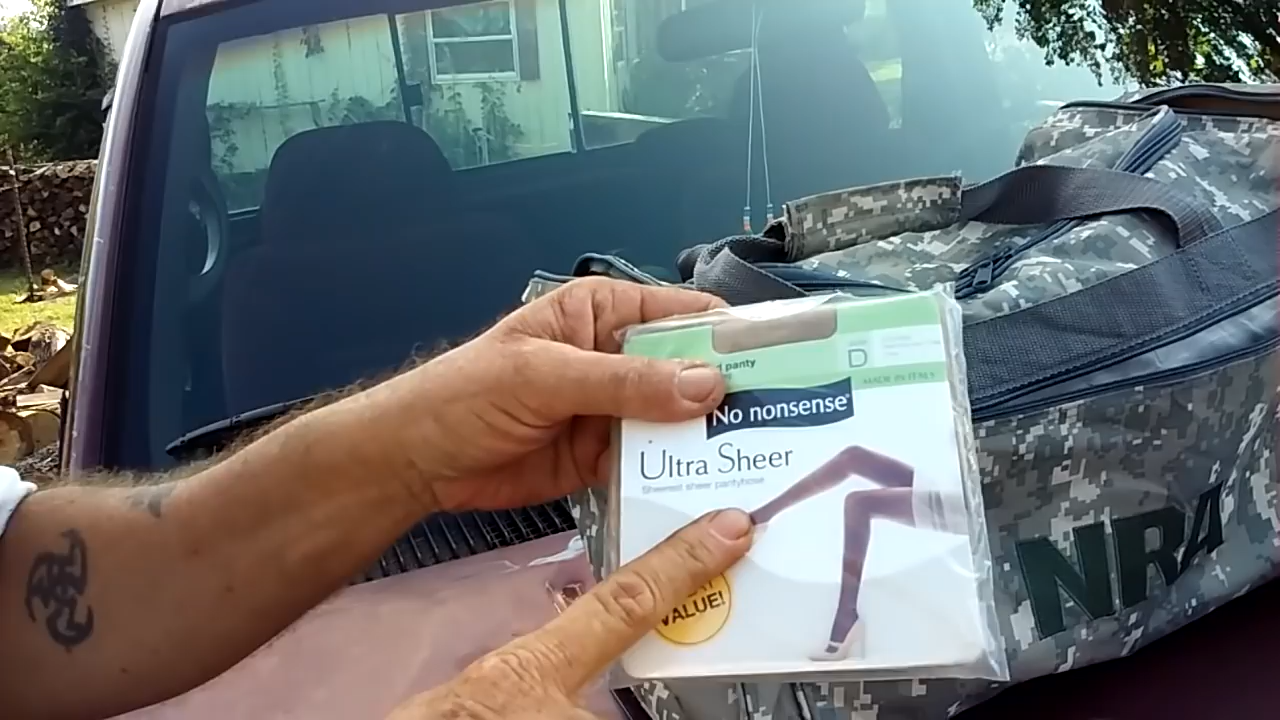 panty
D
MADE IN ITALY
No nonsense®
Ultra Sheer
Sheerest sheer pantyhose
VALUE!
NRA